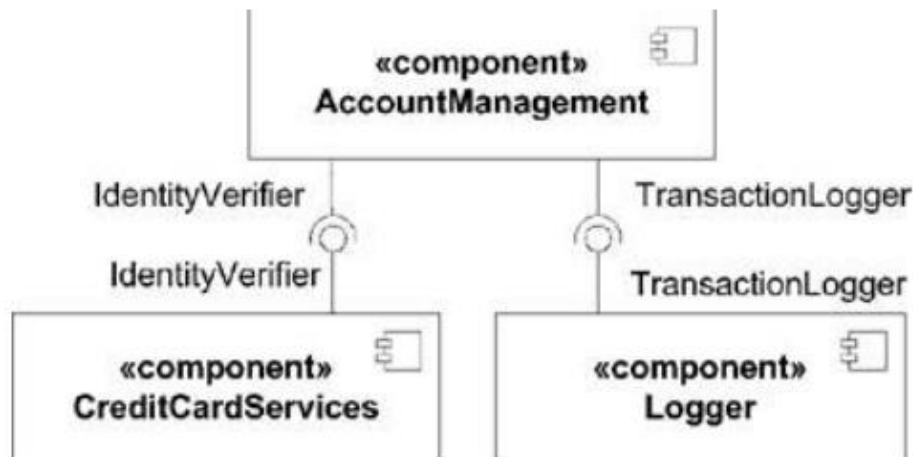 «component»
AccountManagement
IdentityVerifier
TransactionLogger
IdentityVerifier
TransactionLogger
«component»
CreditCardServices
«component»
Logger